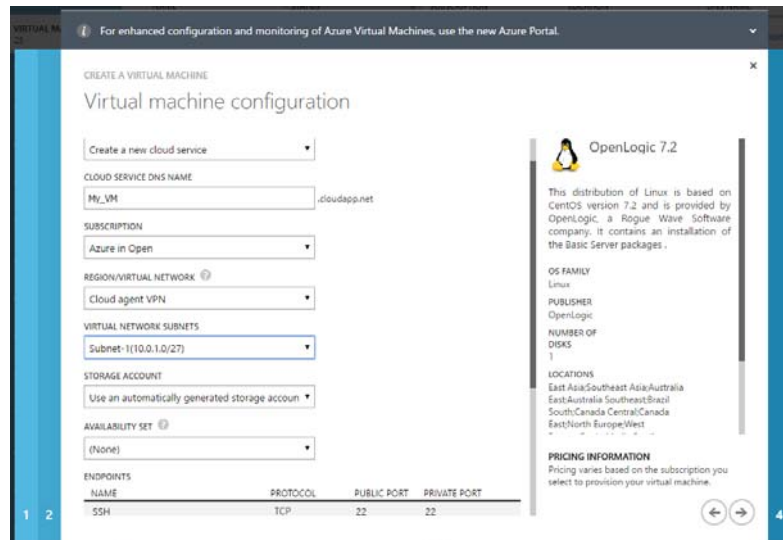 VIRTUAL M
For enhanced configuration and monitoring of Azure Virtual Machines, use the new Azure Portal.
CREATE A VIRTUAL MACHINE
Virtual machine configuration
Create a new cloud service
CLOUD SERVICE DNS NAME
My_VM .cloudapp.net
SUBSCRIPTION
Azure in Open
REGION/VIRTUAL NETWORK
Cloud agent VPN
VIRTUAL NETWORK SUBNETS
Subnet-1(10.0.1.0/27)
STORAGE ACCOUNT
Use an automatically generated storage accoun
AVAILABILITY SET
(None)
ENDPOINTS
NAME PROTOCOL PUBLIC PORT PRIVATE PORT
SSH TCP 22 22
OpenLogic 7.2
This distribution of Linux is based on
CentOS version 7.2 and is provided by
OpenLogic, a Rogue Wave Software
company. It contains an installation of
the Basic Server packages .
OS FAMILY
Linux
PUBLISHER
OpenLogic
NUMBER OF
DISKS
1
LOCATIONS
East Asia;Southeast Asia;Australia
East;Australia Southeast;Brazil
South;Canada Central;Canada
East;North Europe;West
PRICING INFORMATION
Pricing varies based on the subscription you
select to provision your virtual machine.
1 2 4